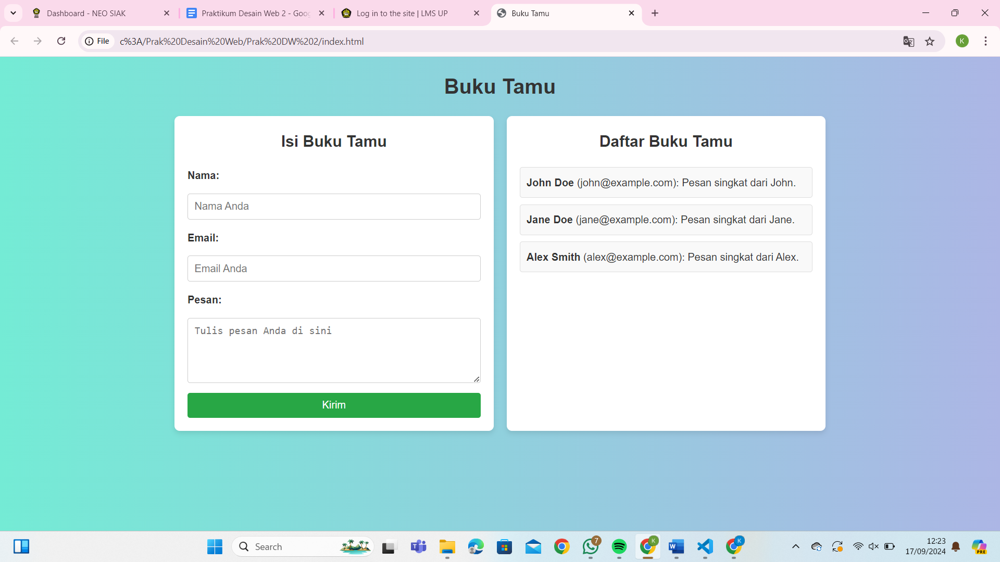 Dashboard - NEO SIAK
Praktikum Desain Web 2 - Goog
Log in to the site | LMS UP
Buku Tamu
File
c%3A/Prak%20Desain%20Web/Prak%20DW%202/index.html
K
Buku Tamu
Isi Buku Tamu
Nama:
Nama Anda
Email:
Email Anda
Pesan:
Tulis pesan Anda di sini
Kirim
Daftar Buku Tamu
John Doe (john@example.com): Pesan singkat dari John.
Jane Doe (jane@example.com): Pesan singkat dari Jane.
Alex Smith (alex@example.com): Pesan singkat dari Alex.
Search
7
K
K
12:23
17/09/2024
PRE